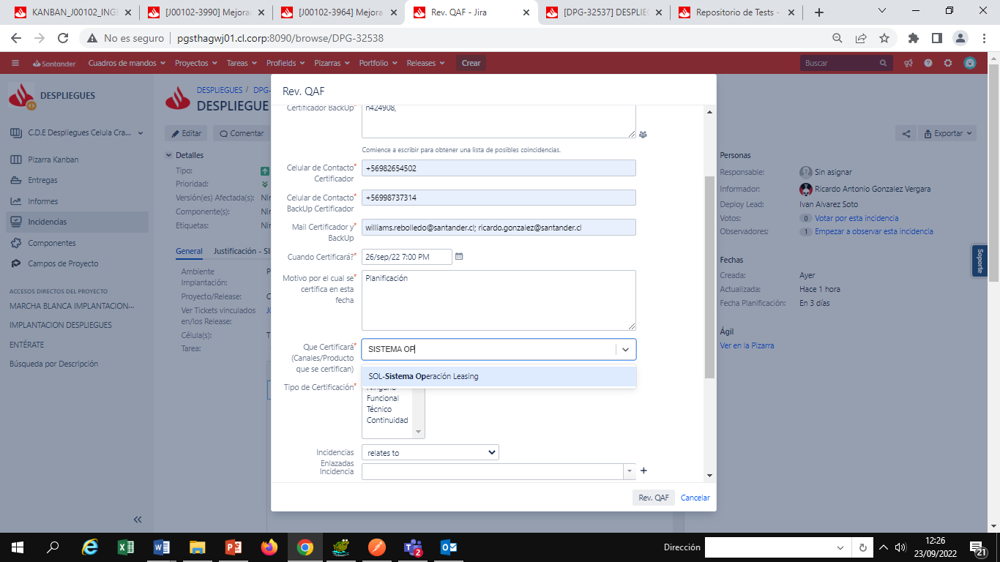 KANBAN_J00102_INGE
[J00102-3990] Mejorar
[J00102-3964] Mejora
Rev. QAF - Jira
[DPG-32537] DESPLIE
Repositorio de Tests -
No es seguro
pgsthagwj01.cl.corp:8090/browse/DPG-32538
Santander
Cuadros de mandos
Proyectos
Tareas
Profields
Pizarras
Portfolio
Releases
Crear
Buscar
DESPLIEGUES
C.D.E Despliegues Celula Cra...
Pizarra Kanban
Entregas
Informes
Incidencias
Componentes
Campos de Proyecto
ACCESOS DIRECTOS DEL PROYECTO
MARCHA BLANCA IMPLANTACION...
IMPLANTACION DESPLIEGUES
ENTÉRATE
Búsqueda por Descripción
DESPLIEGUES / DPG-
DESPLIEGUE
Editar
Comentar
Exportar
Detalles
Tipo:
Prioridad:
Versión(es) Afectada(s): Nin
Componente(s): Nin
Etiquetas: Nin
General
Justificación - SI
Ambiente
Implantación:
Proyecto/Release:
Ver Tickets vinculados
en/los Release:
Célula(s):
Tarea:
Rev. QAF
Certificador BackUp*
n424908,
Comience a escribir para obtener una lista de posibles coincidencias.
Celular de Contacto*
Certificador
+56982654502
Celular de Contacto*
BackUp Certificador
+56998737314
Mail Certificador y*
BackUp
williams.rebolledo@santander.cl; ricardo.gonzalez@santander.cl
Cuando Certificará?*
26/sep/22 7:00 PM
Motivo por el cual se*
certifica en esta
fecha
Planificación
Que Certificará*
(Canales/Producto
que se certifican)
SISTEMA OP
SOL-Sistema Operación Leasing
Tipo de Certificación*
Ninguno
Funcional
Técnico
Continuidad
Incidencias
Enlazadas
relates to
Incidencia
Rev. QAF
Cancelar
Personas
Responsable: Sin asignar
Informador: Ricardo Antonio Gonzalez Vergara
Deploy Lead: Ivan Alvarez Soto
Votos: 0 Votar por esta incidencia
Observadores: 1 Empezar a observar esta incidencia
Fechas
Creada: Ayer
Actualizada: Hace 1 hora
Fecha Planificación: En 3 días
Ágil
Ver en la Pizarra
Soporte
Dirección
12:26
23/09/2022
2
21